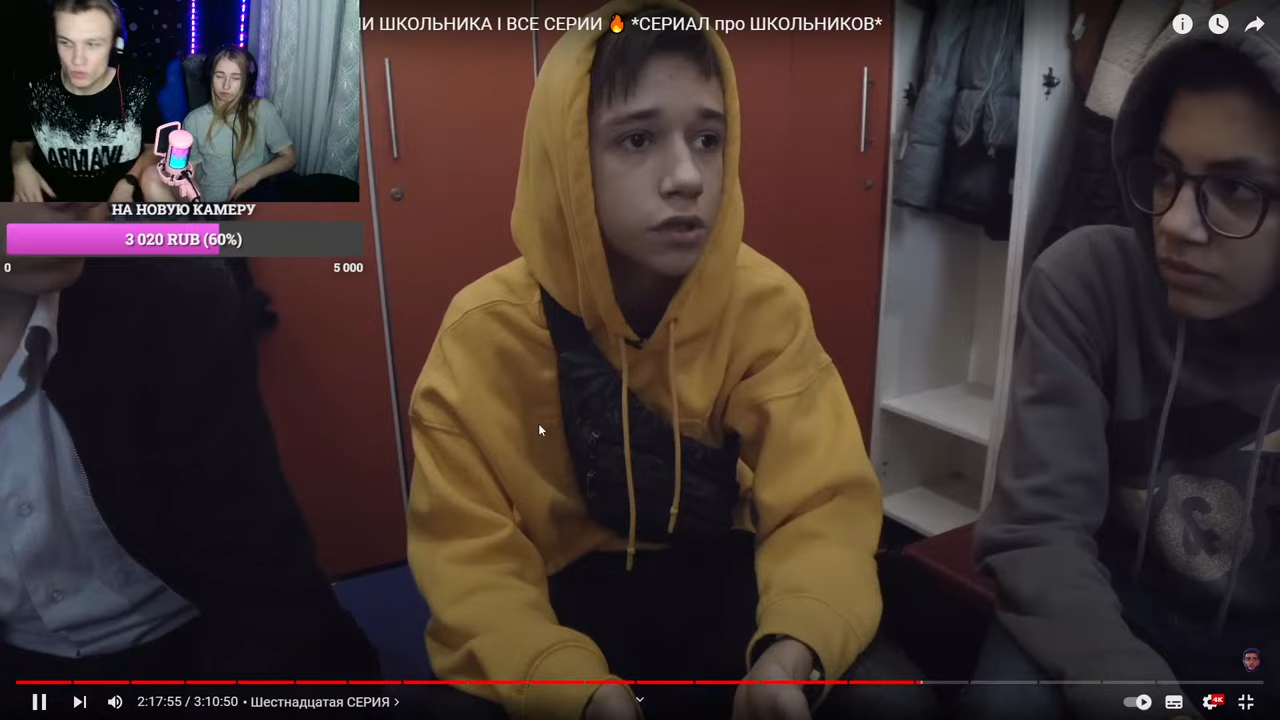 И ШКОЛЬНИКА I ВСЕ СЕРИИ 🔥 *СЕРИАЛ про ШКОЛЬНИКОВ*
ARMANI
НА НОВУЮ КАМЕРУ
3 020 RUB (60%)
0 5 000
&
2:17:55 / 3:10:50 • Шестнадцатая СЕРИЯ
4K